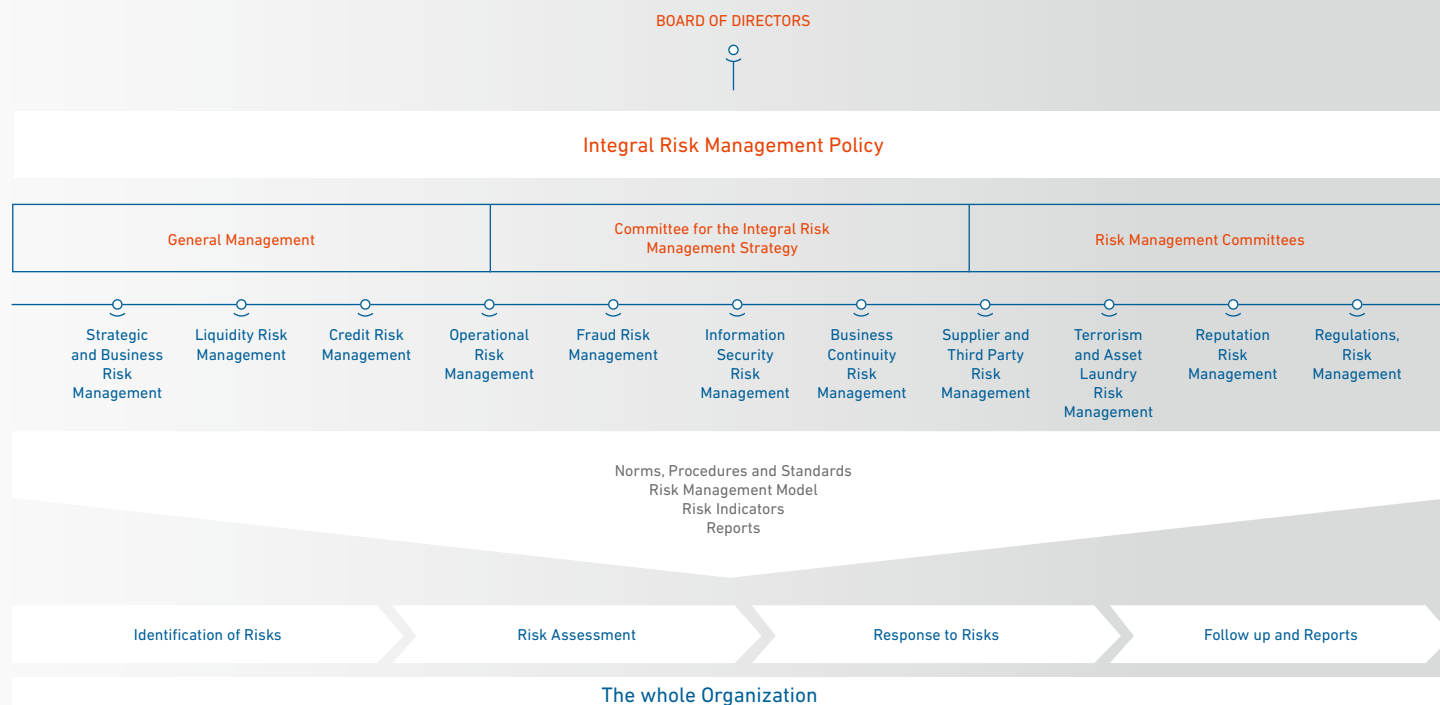 BOARD OF DIRECTORS
Integral Risk Management Policy
General Management
Committee for the Integral Risk
Management Strategy
Risk Management Committees
Strategic
and Business
Risk
Management
Liquidity Risk
Management
Credit Risk
Management
Operational
Risk
Management
Fraud Risk
Management
Information
Security
Risk
Management
Business
Continuity
Risk
Management
Supplier and
Third Party
Risk
Management
Terrorism
and Asset
Laundry
Risk
Management
Reputation
Risk
Management
Regulations,
Risk
Management
Norms, Procedures and Standards
Risk Management Model
Risk Indicators
Reports
Identification of Risks
Risk Assessment
Response to Risks
Follow up and Reports
The whole Organization